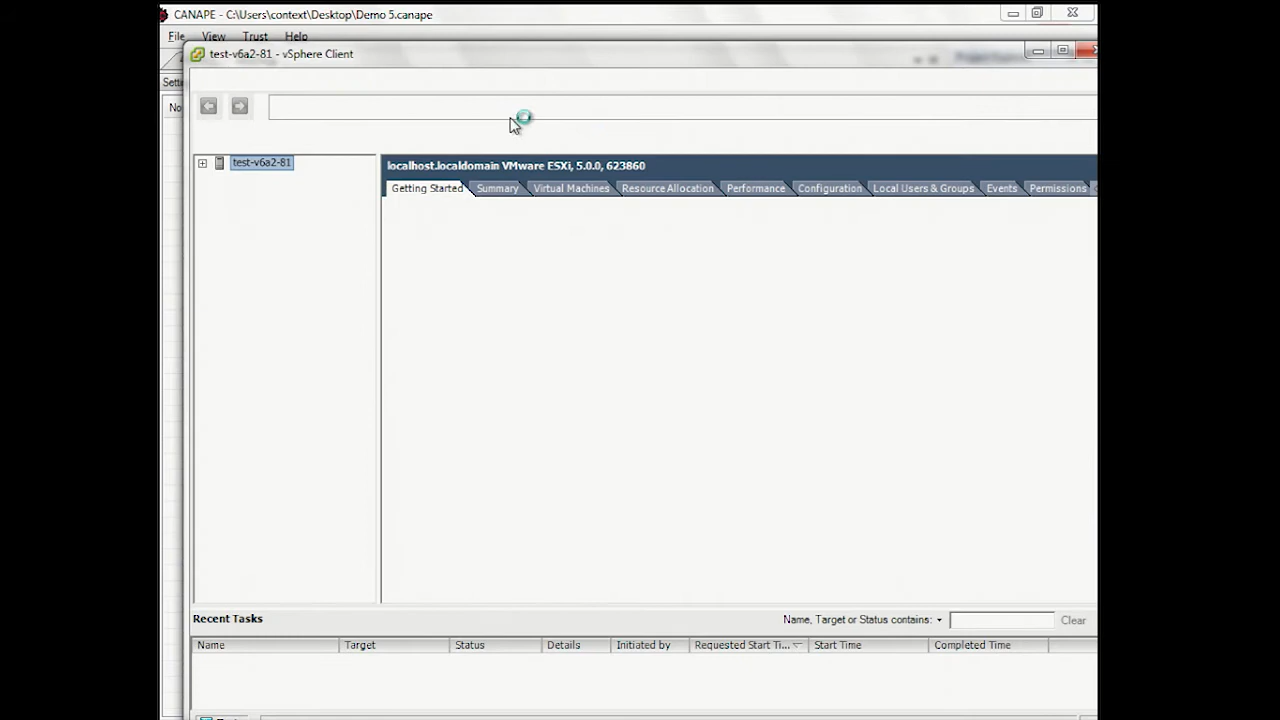 CANAPE - C:\Users\context\Desktop\Demo 5.canape
File View Trust Help
test-v6a2-81 - vSphere Client
Setti
No
test-v6a2-81
localhost.localdomain VMware ESXi, 5.0.0, 623860
Getting Started Summary Virtual Machines Resource Allocation Performance Configuration Local Users & Groups Events Permissions
Recent Tasks
Name, Target or Status contains: Clear
Name Target Status Details Initiated by Requested Start Ti... Start Time Completed Time